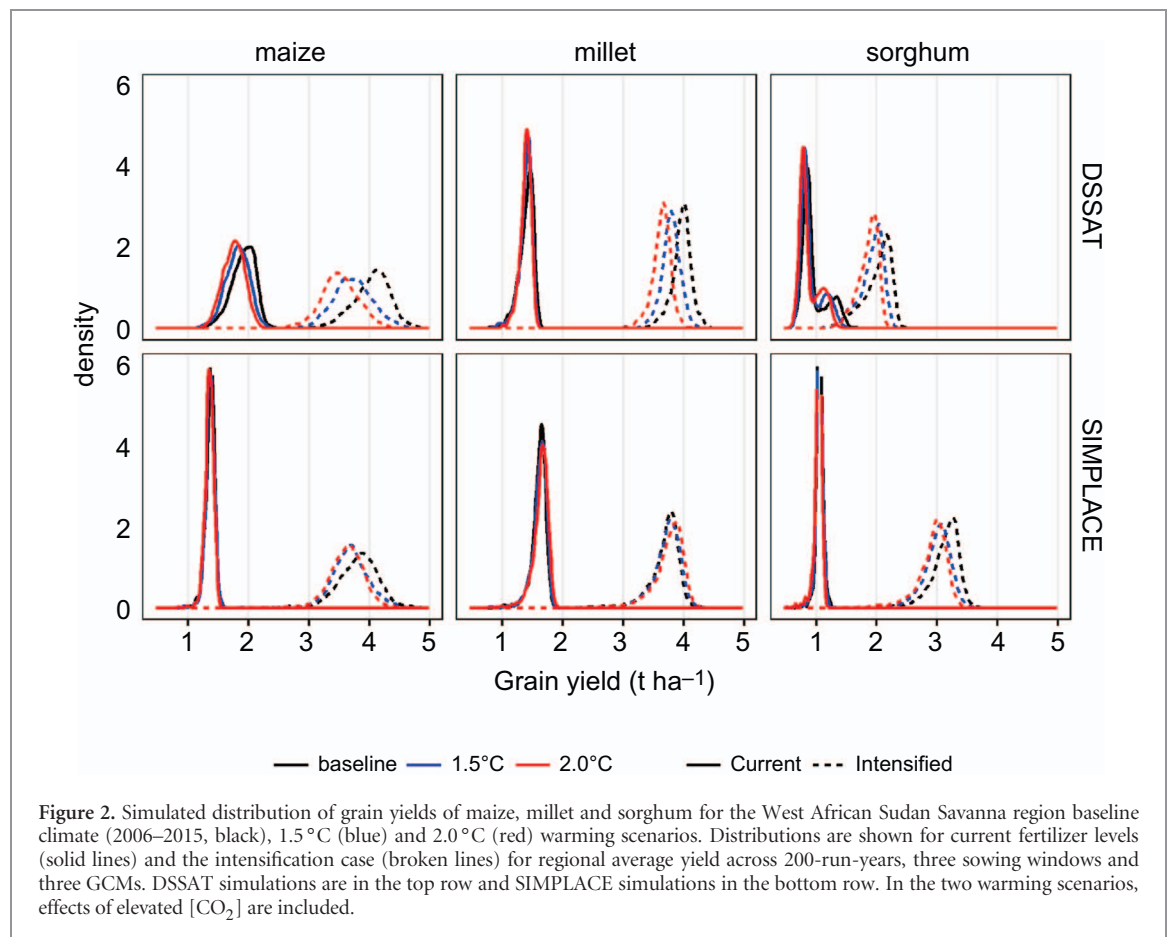 maize millet sorghum
6
4
2
0
DSSAT
density
6
4
2
0
SIMPLACE
1 2 3 4 5 1 2 3 4 5 1 2 3 4 5
Grain yield (t ha–1)
baseline 1.5°C 2.0°C Current Intensified
Figure 2. Simulated distribution of grain yields of maize, millet and sorghum for the West African Sudan Savanna region baseline
climate (2006–2015, black), 1.5 °C (blue) and 2.0 °C (red) warming scenarios. Distributions are shown for current fertilizer levels
(solid lines) and the intensification case (broken lines) for regional average yield across 200-run-years, three sowing windows and
three GCMs. DSSAT simulations are in the top row and SIMPLACE simulations in the bottom row. In the two warming scenarios,
effects of elevated [CO2] are included.